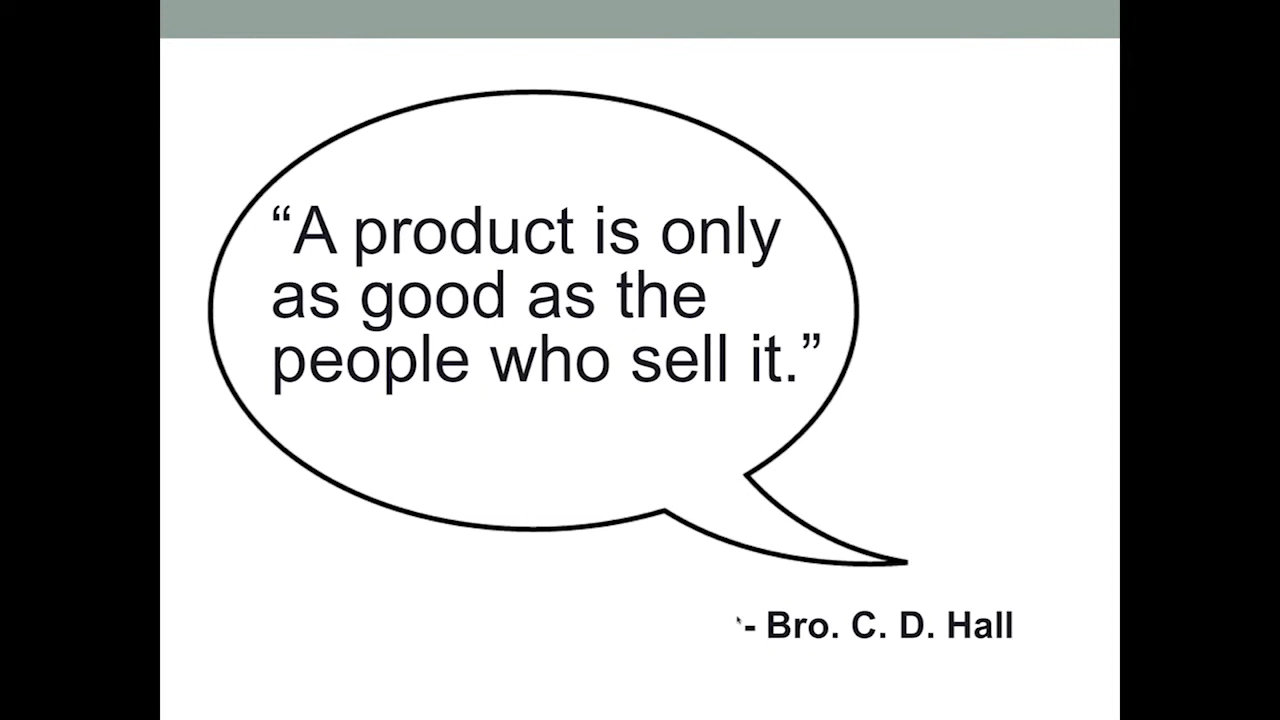 “A product is only
as good as the
people who sell it.”
- Bro. C. D. Hall